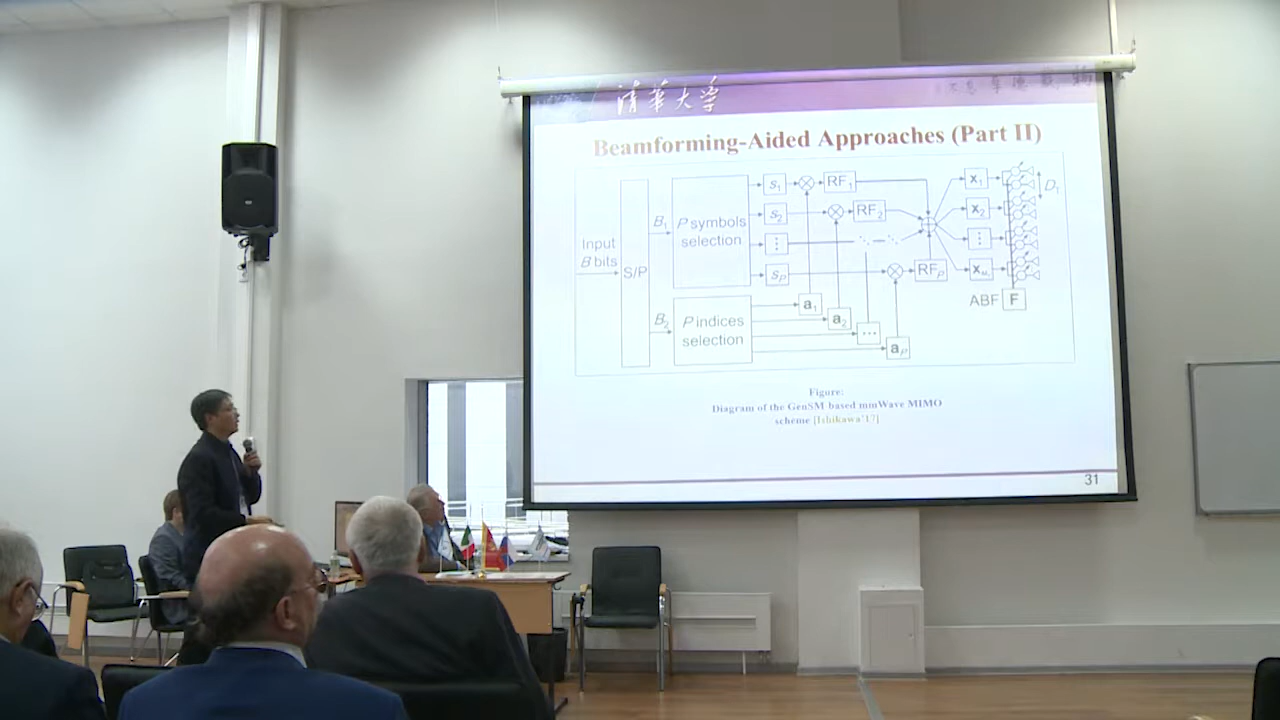 清华大学
Beamforming-Aided Approaches (Part II)
Input
B bits
S/P
B1
P symbols
selection
s1
s2
⋮
sP
RF1
RF2
RFP
B2
P indices
selection
a1
a2
...
aP
x1
x2
⋮
D1
ABF F
Figure:
Diagram of the GenSM based mmWave MIMO
scheme [Ishikawa'17]
31